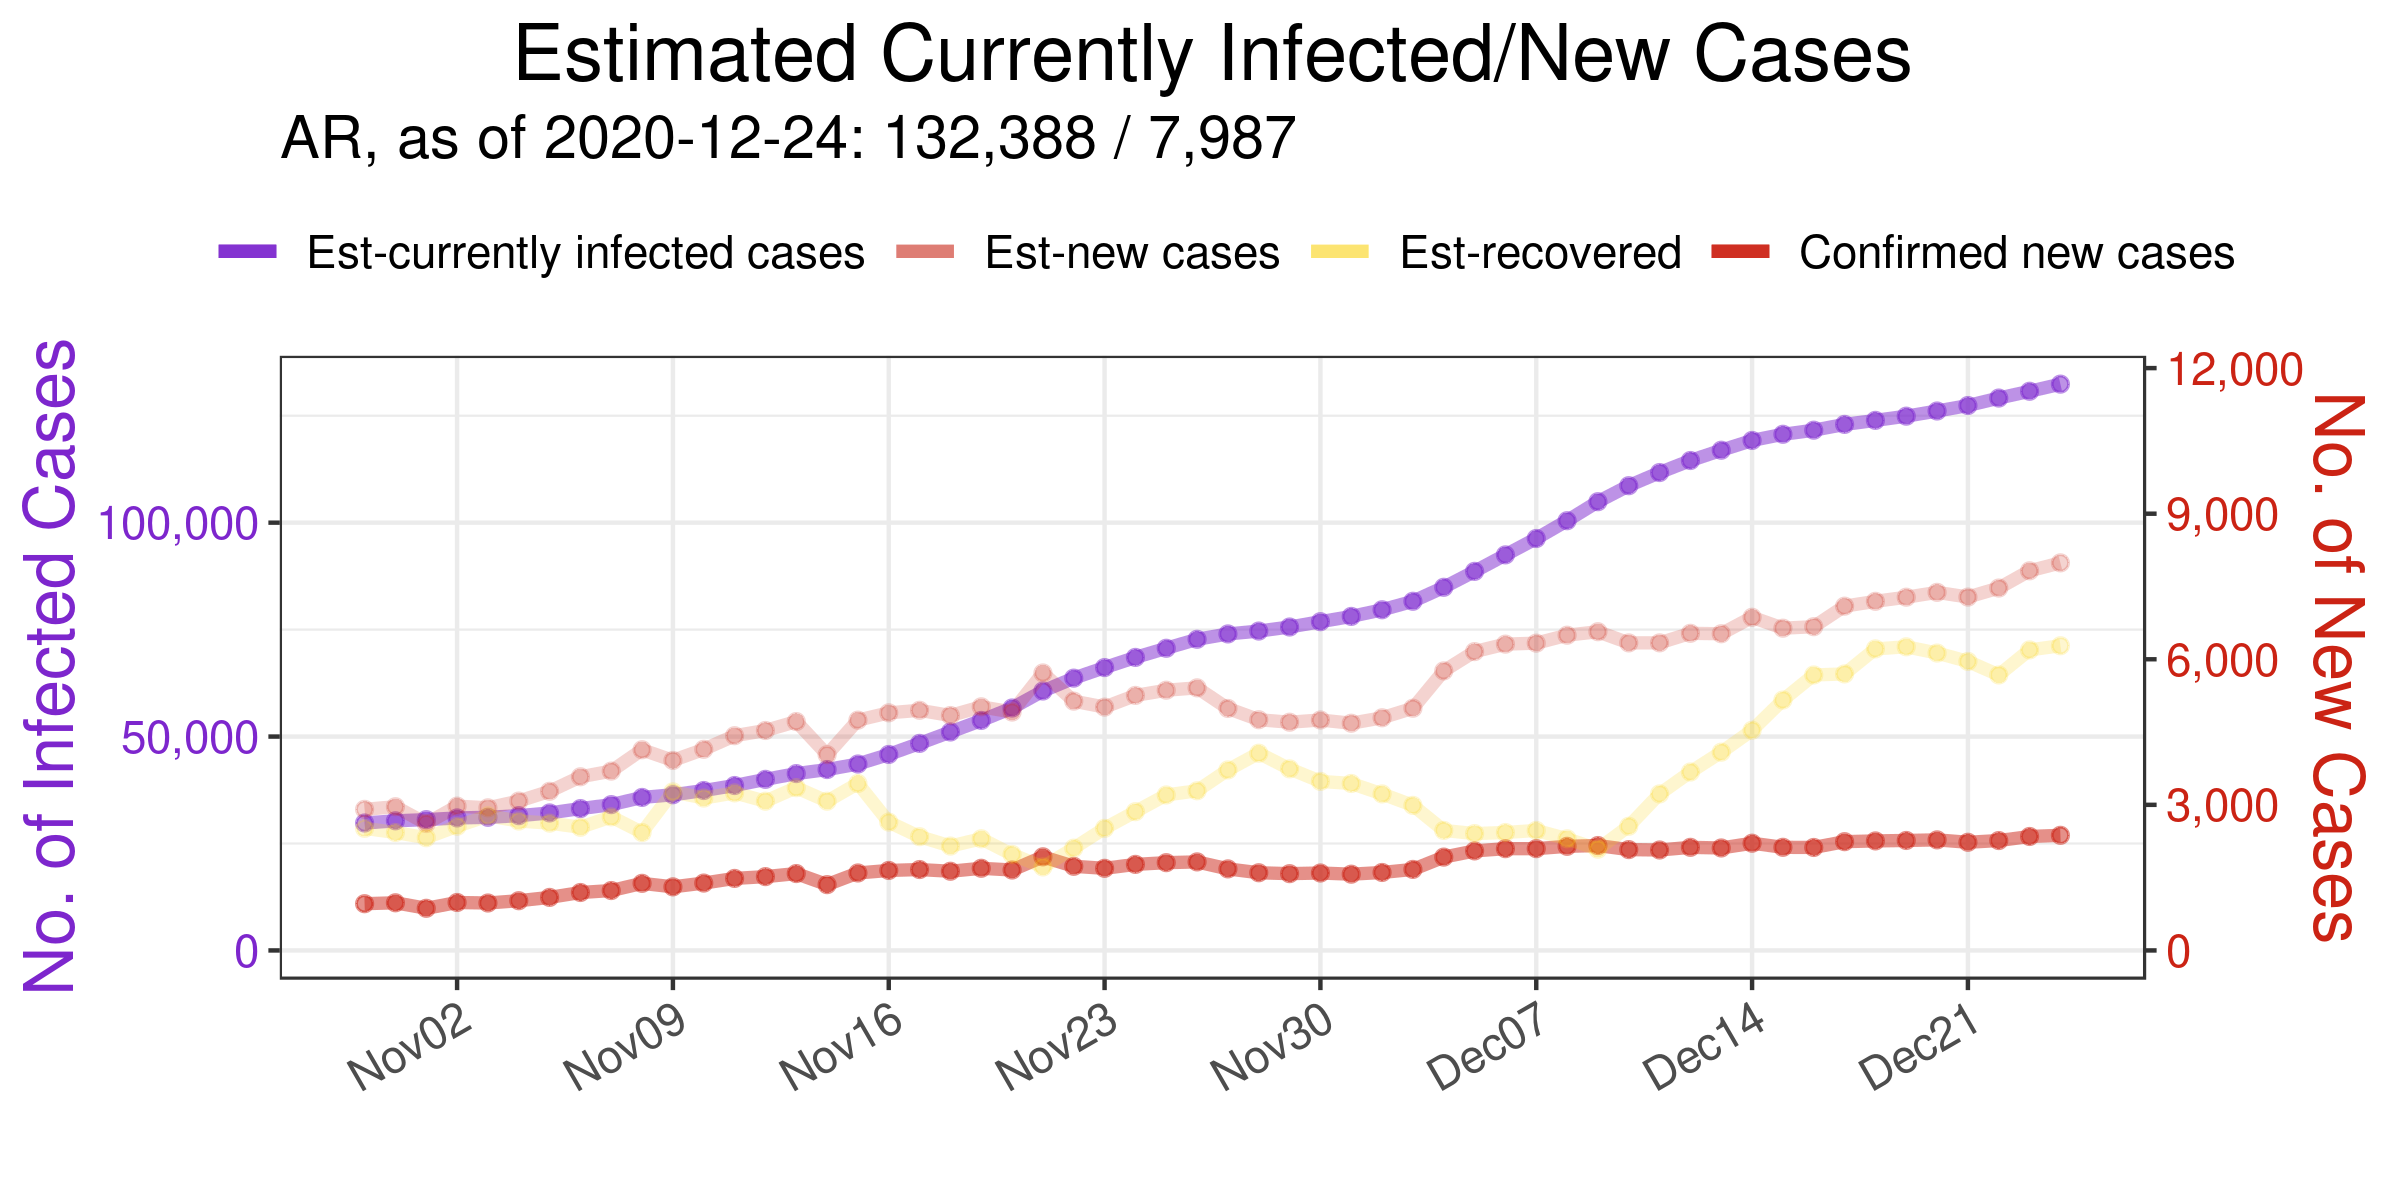 Estimated Currently Infected/New Cases
AR, as of 2020-12-24: 132,388 / 7,987
Est-currently infected cases Est-new cases Est-recovered Confirmed new cases
No. of Infected Cases
100,000
50,000
0
12,000
9,000
6,000
3,000
0
No. of New Cases
Nov02 Nov09 Nov16 Nov23 Nov30 Dec07 Dec14 Dec21